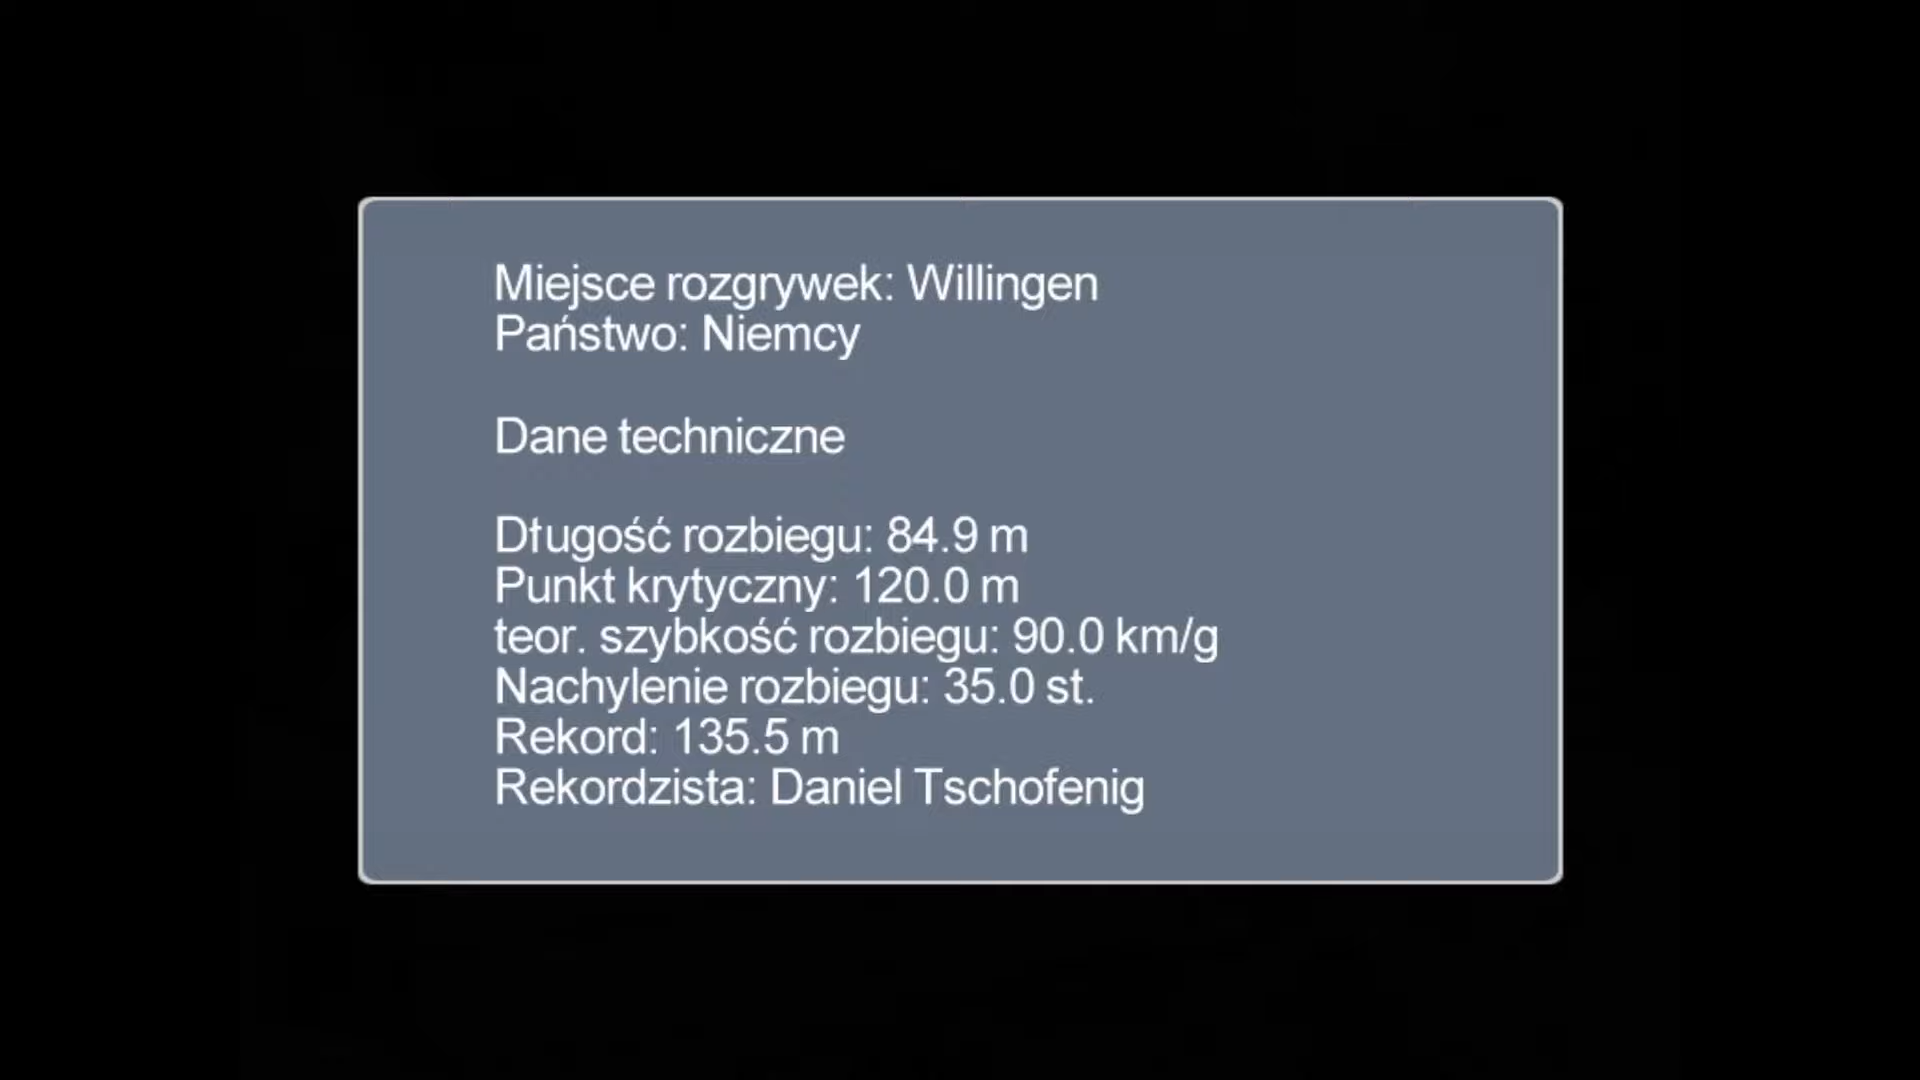 Miejsce rozgrywek: Willingen
Państwo: Niemcy
Dane techniczne
Długość rozbiegu: 84.9 m
Punkt krytyczny: 120.0 m
teor. szybkość rozbiegu: 90.0 km/g
Nachylenie rozbiegu: 35.0 st.
Rekord: 135.5 m
Rekordzista: Daniel Tschofenig